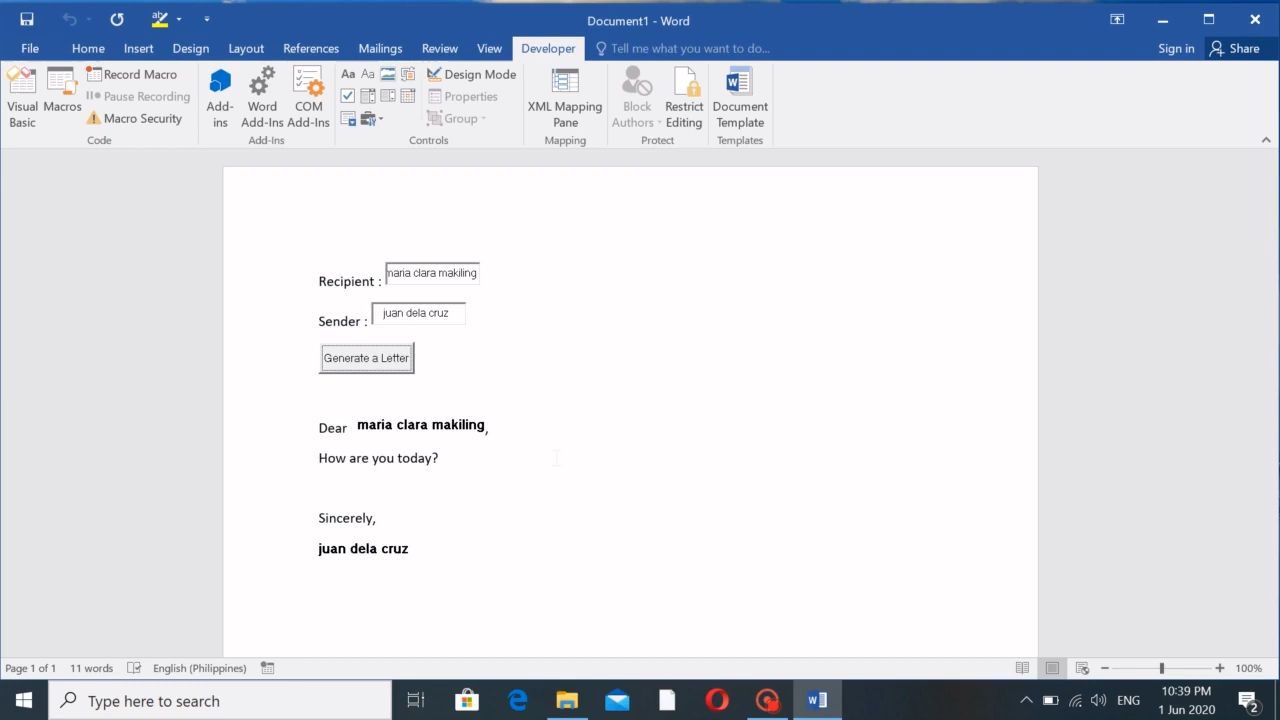 Document1 - Word
File Home Insert Design Layout References Mailings Review View Developer Tell me what you want to do... Sign in Share
Visual Basic
Macros
Record Macro
Pause Recording
Macro Security
Code
Add-ins
Word Add-Ins
COM Add-Ins
Add-Ins
Aa Aa
Design Mode
Properties
Group
Controls
XML Mapping Pane
Mapping
Block Authors
Restrict Editing
Protect
Document Template
Templates
Recipient : maria clara makiling
Sender : juan dela cruz
Generate a Letter
Dear maria clara makiling,
How are you today?
Sincerely,
juan dela cruz
Page 1 of 1 11 words English (Philippines) 100%
Type here to search
ENG
10:39 PM
1 Jun 2020
2